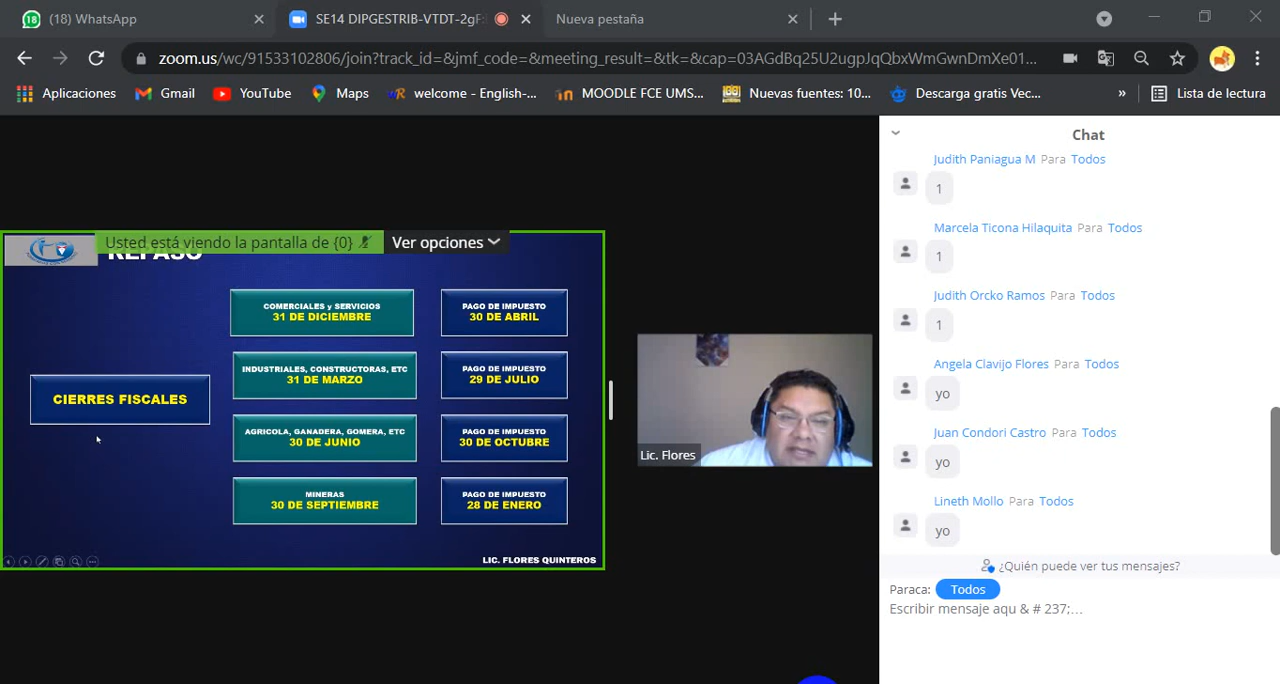 (18) WhatsApp
SE14 DIPGESTRIB-VTDT-2gF
Nueva pestaña
zoom.us/wc/91533102806/join?track_id=&jmf_code=&meeting_result=&tk=&cap=03AGdBq25U2ugpJqQbxWmGwnDmXe01...
Aplicaciones
Gmail
YouTube
Maps
welcome - English-...
MOODLE FCE UMS...
Nuevas fuentes: 10...
Descarga gratis Vec...
»
Lista de lectura
Usted está viendo la pantalla de {0}
Ver opciones
REPASO
CIERRES FISCALES
COMERCIALES y SERVICIOS
31 DE DICIEMBRE
PAGO DE IMPUESTO
30 DE ABRIL
INDUSTRIALES, CONSTRUCTORAS, ETC
31 DE MARZO
PAGO DE IMPUESTO
29 DE JULIO
AGRICOLA, GANADERA, GOMERA, ETC
30 DE JUNIO
PAGO DE IMPUESTO
30 DE OCTUBRE
MINERAS
30 DE SEPTIEMBRE
PAGO DE IMPUESTO
28 DE ENERO
LIC. FLORES QUINTEROS
Lic. Flores
Chat
Judith Paniagua M Para Todos
1
Marcela Ticona Hilaquita Para Todos
1
Judith Orcko Ramos Para Todos
1
Angela Clavijo Flores Para Todos
yo
Juan Condori Castro Para Todos
yo
Lineth Mollo Para Todos
yo
¿Quién puede ver tus mensajes?
Paraca: Todos
Escribir mensaje aqu & # 237;...